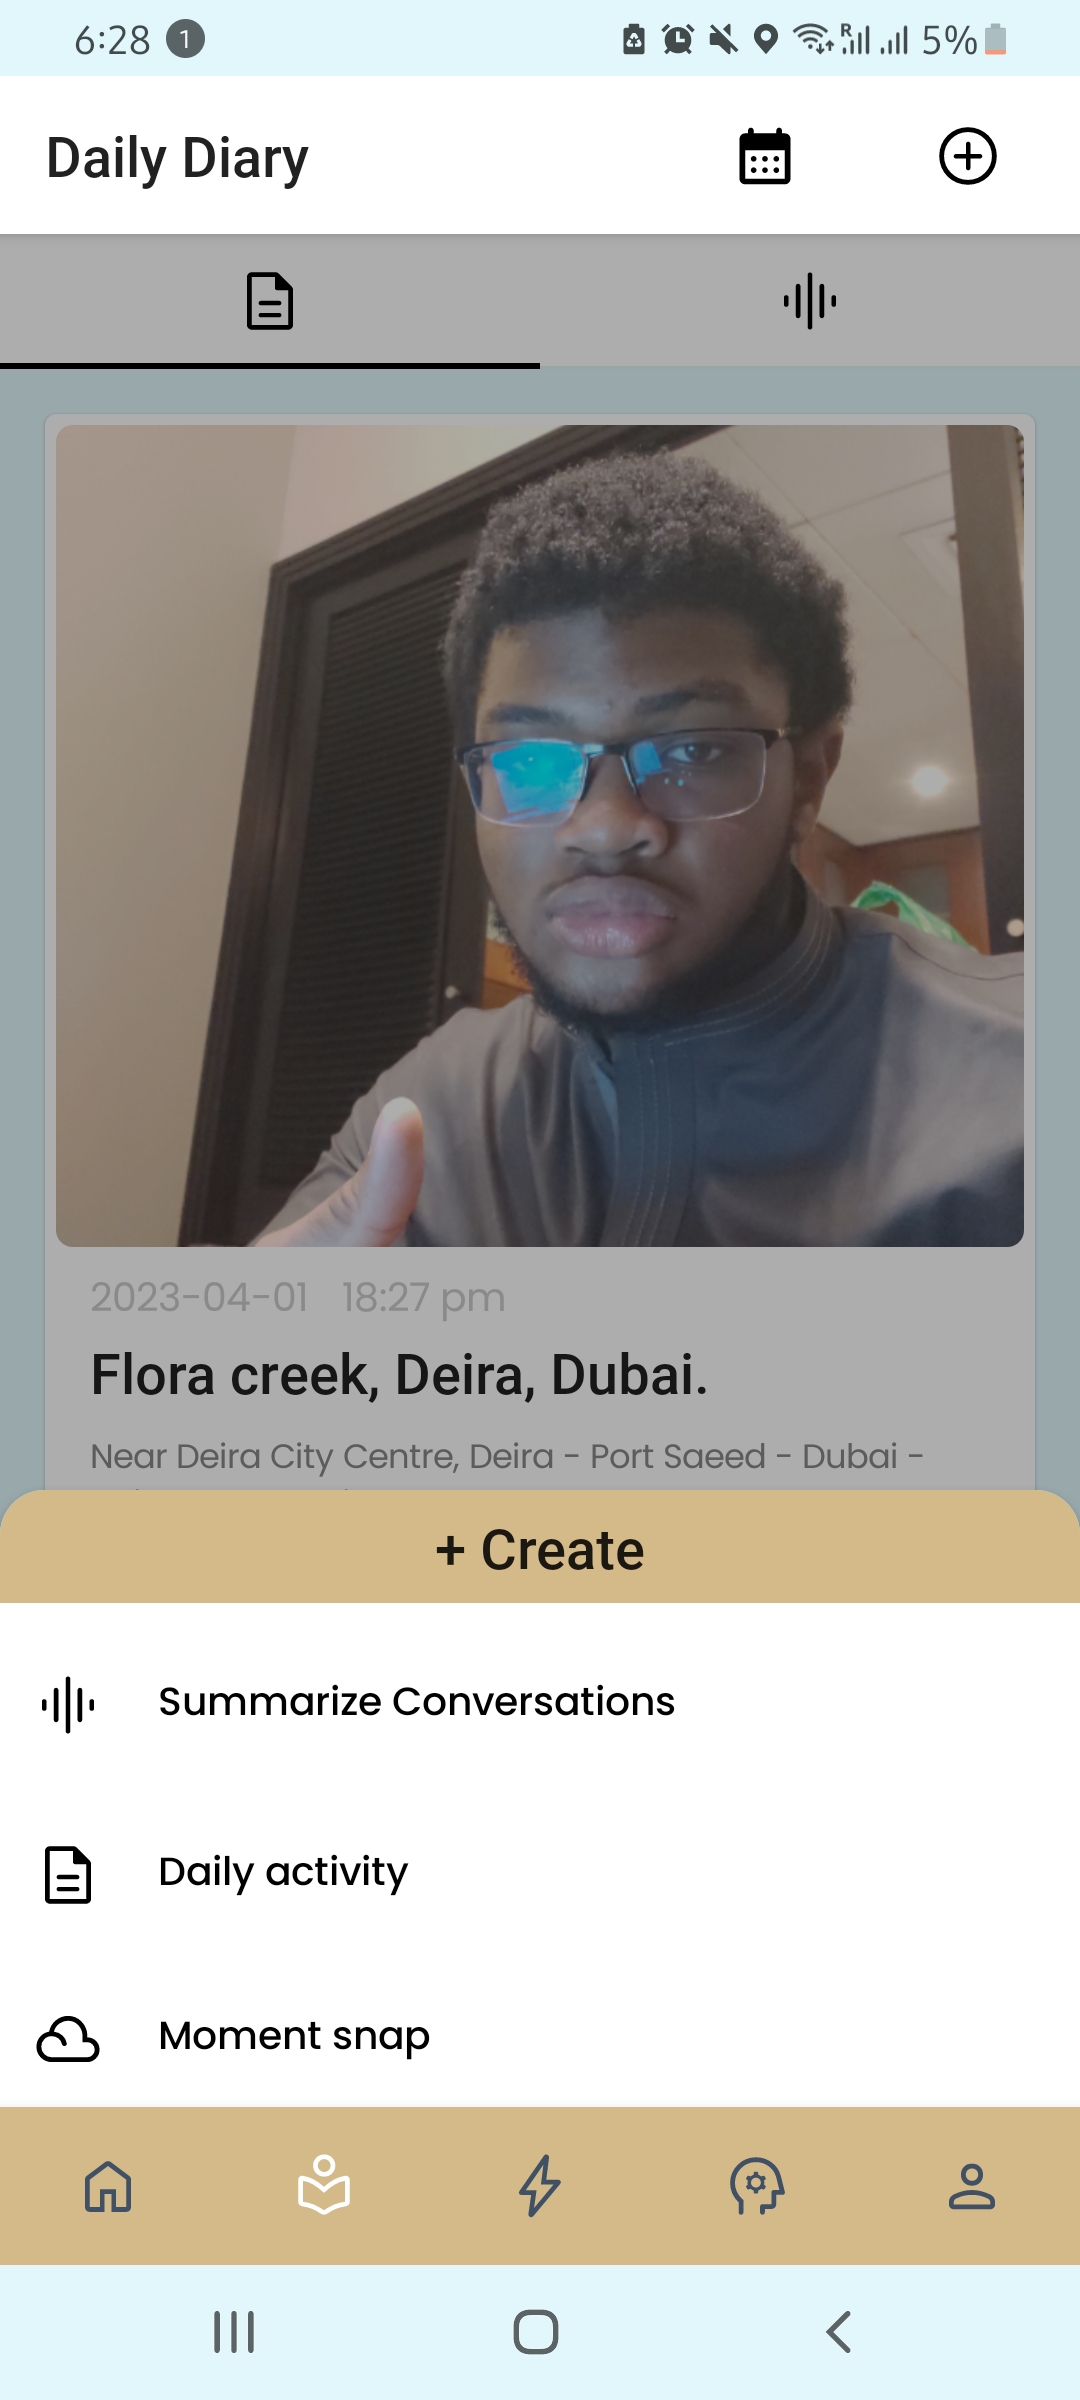 6:28 1 5%
Daily Diary
2023-04-01 18:27 pm
Flora creek, Deira, Dubai.
Near Deira City Centre, Deira - Port Saeed - Dubai -
+ Create
Summarize Conversations
Daily activity
Moment snap